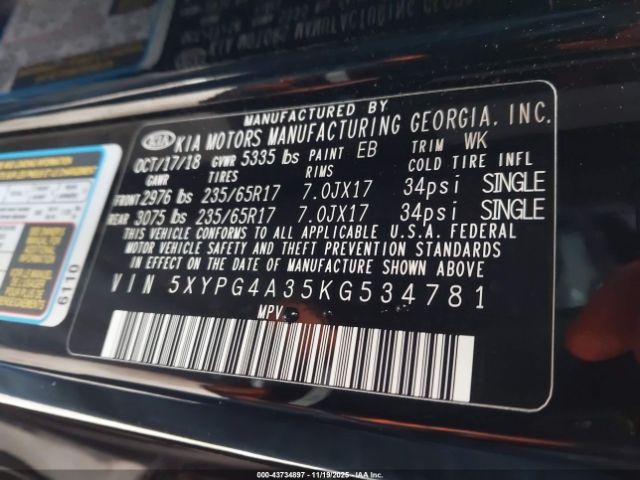 MANUFACTURED BY
KIA KIA MOTORS MANUFACTURING GEORGIA, INC.
OCT/17/18 GVWR 5335 lbs PAINT EB TRIM WK
GAWR TIRES RIMS COLD TIRE INFL
FRONT 2976 lbs 235/65R17 7.0JX17 34psi SINGLE
REAR 3075 lbs 235/65R17 7.0JX17 34psi SINGLE
THIS VEHICLE CONFORMS TO ALL APPLICABLE U.S.A. FEDERAL
MOTOR VEHICLE SAFETY AND THEFT PREVENTION STANDARDS
IN EFFECT ON THE DATE OF MANUFACTURE SHOWN ABOVE
VIN 5XYPG4A35KG534781
MPV
6110
000-43734897 - 11/19/2025 - IAA Inc.